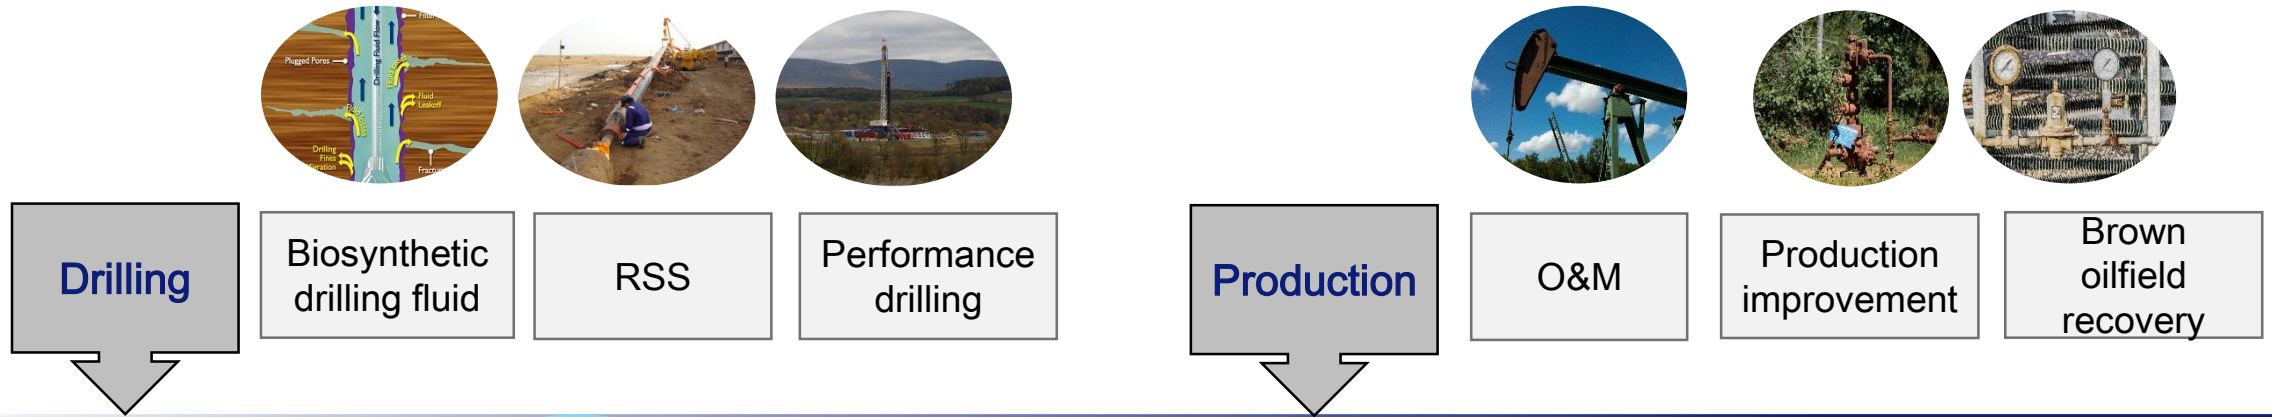 Filter
Plugged Pores
Drilling Fluid Flow
Fluid
Leakoff
Drilling
Fines
Drilling
Biosynthetic
drilling fluid
RSS
Performance
drilling
Production
O&M
Production
improvement
Brown
oilfield
recovery